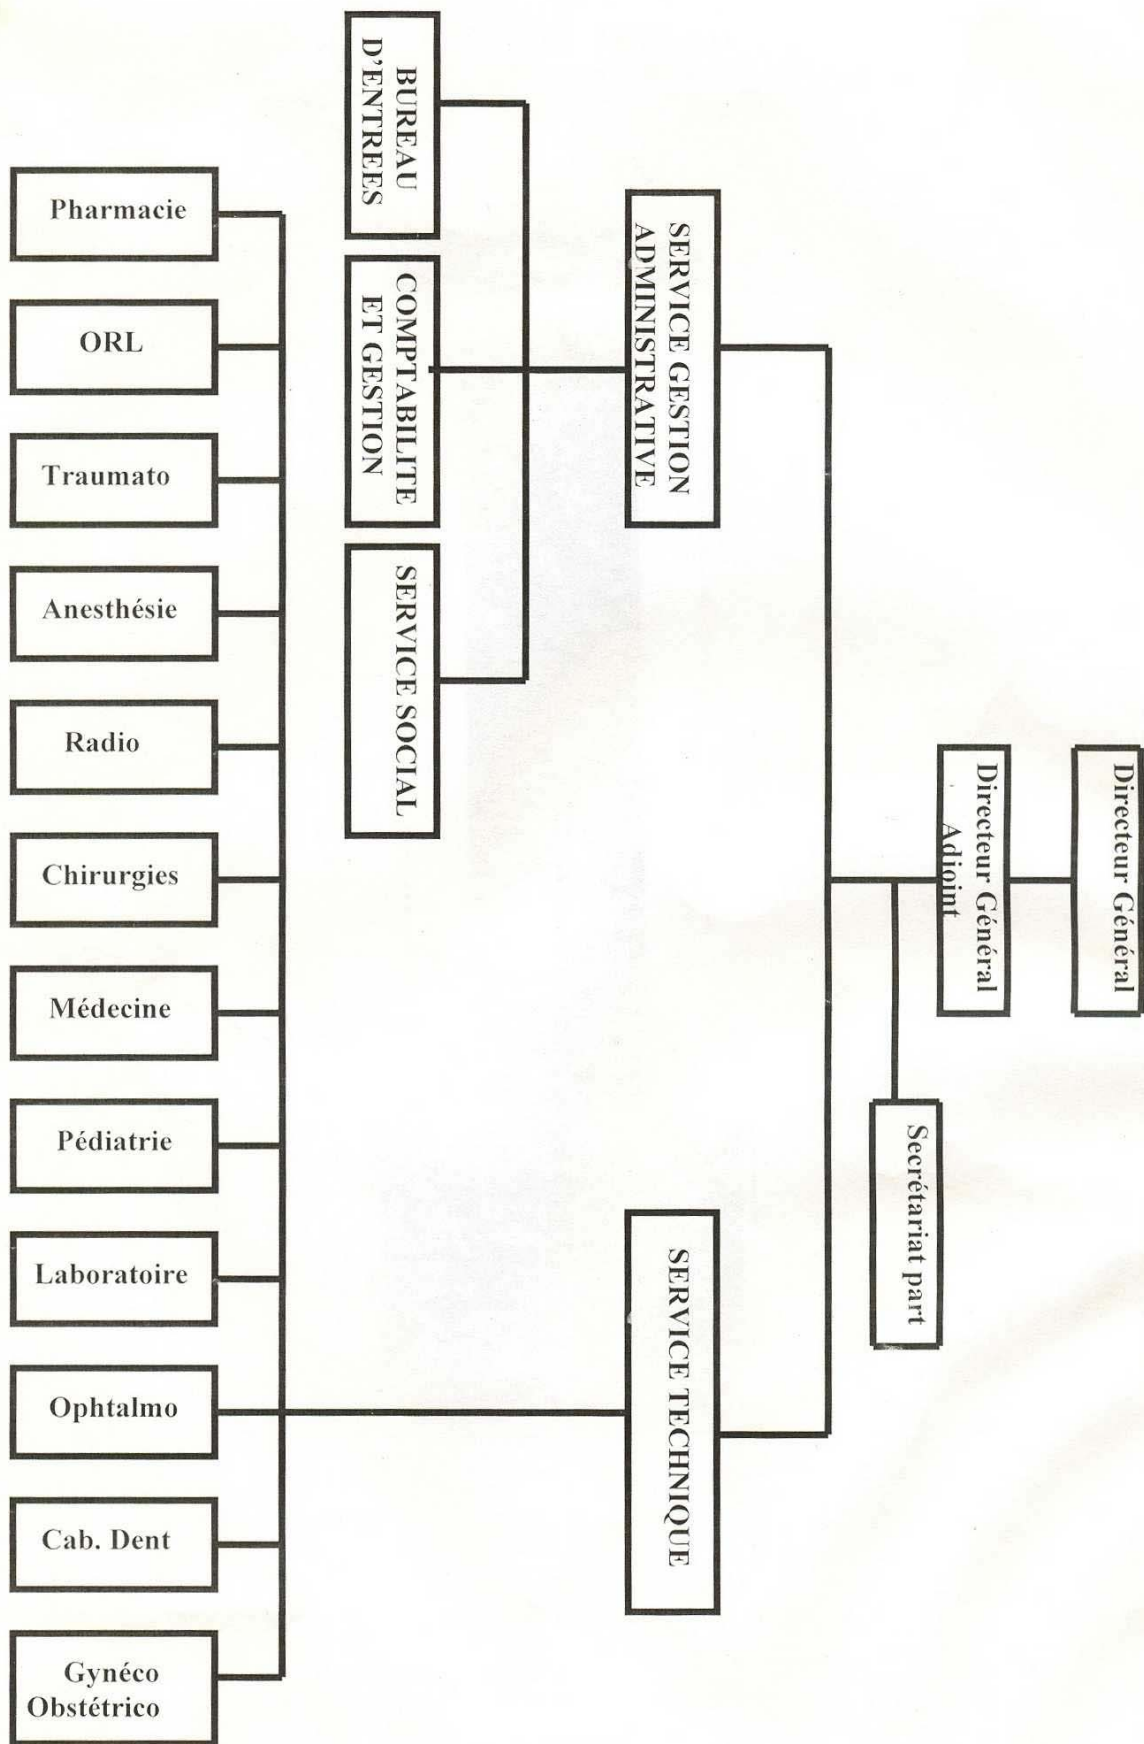 Directeur Général
Directeur Général
Adjoint
Secrétariat part
SERVICE GESTION
ADMINISTRATIVE
SERVICE TECHNIQUE
BUREAU
D'ENTREES
COMPTABILITE
ET GESTION
SERVICE SOCIAL
Pharmacie
ORL
Traumato
Anesthésie
Radio
Chirurgies
Médecine
Pédiatrie
Laboratoire
Ophtalmo
Cab. Dent
Gynéco
Obstétrico